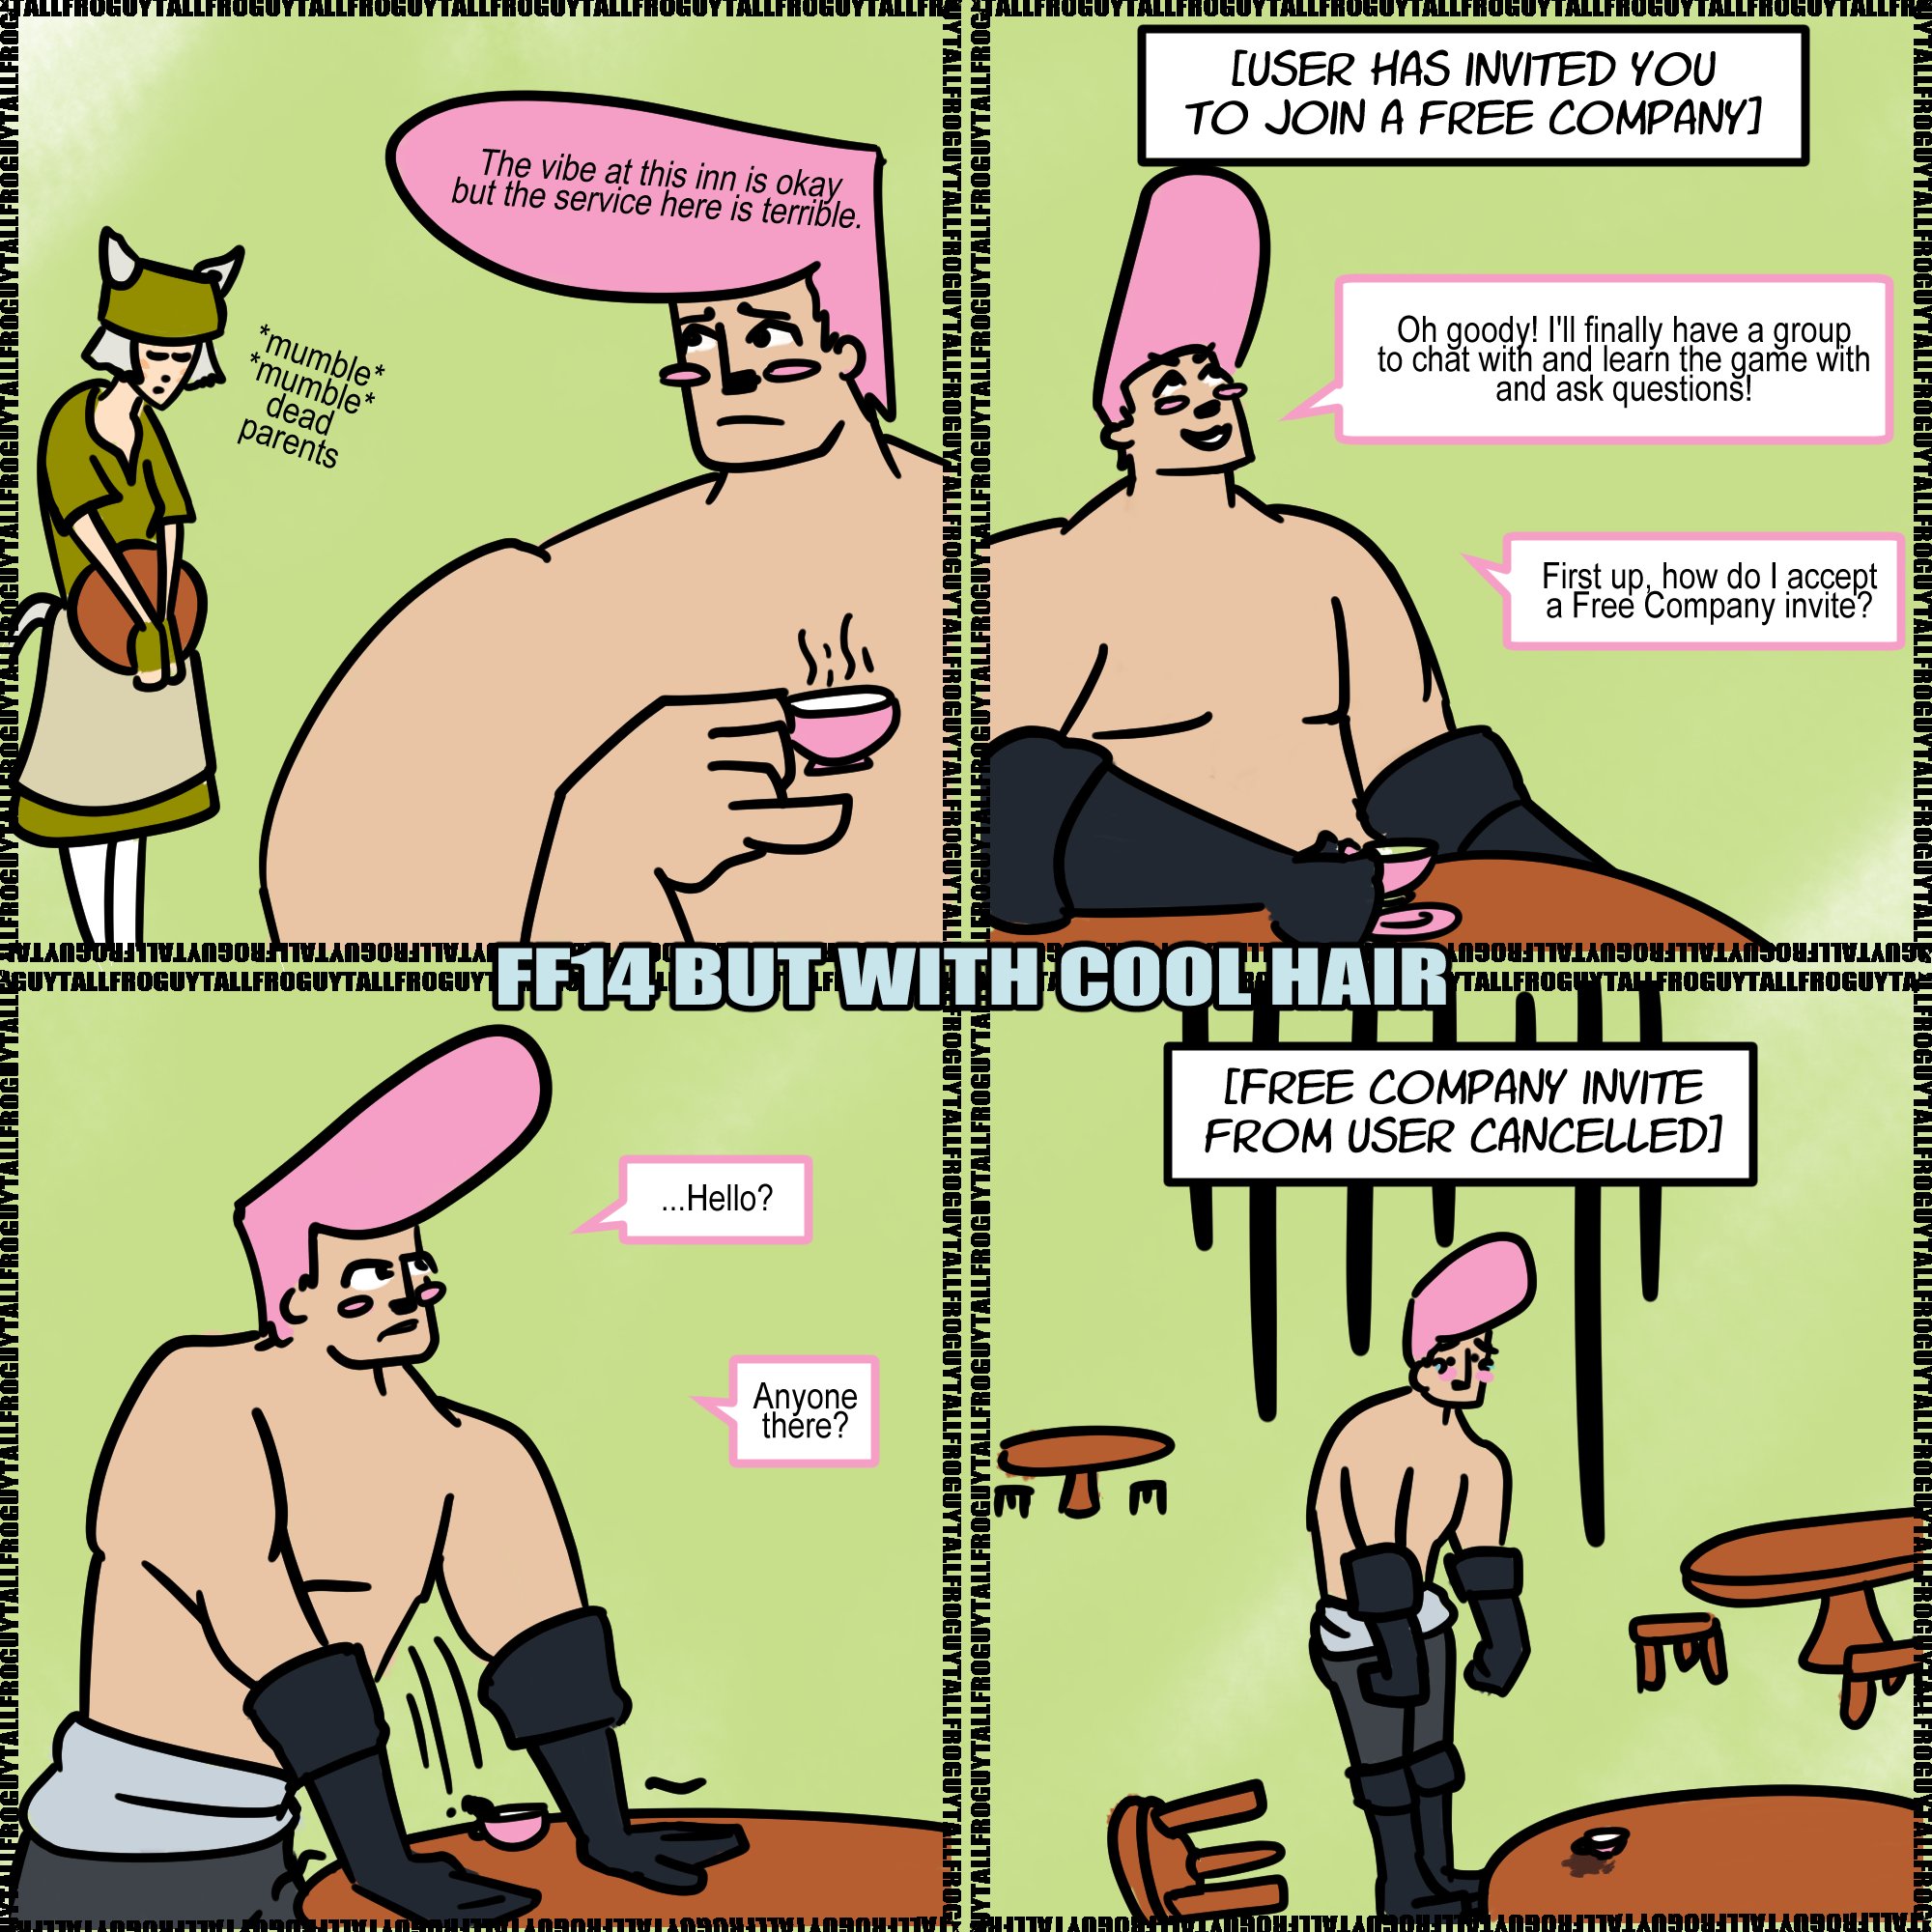 TALLFROGUYTALLFROGUYTALLFROGUYTALLFROGUYTALLFROGUYTALLFROGUY
The vibe at this inn is okay
but the service here is terrible.
*mumble*
*mumble*
dead
parents
[USER HAS INVITED YOU
TO JOIN A FREE COMPANY]
Oh goody! I'll finally have a group
to chat with and learn the game with
and ask questions!
First up, how do I accept
a Free Company invite?
FF14 BUT WITH COOL HAIR
...Hello?
Anyone
there?
[FREE COMPANY INVITE
FROM USER CANCELLED]